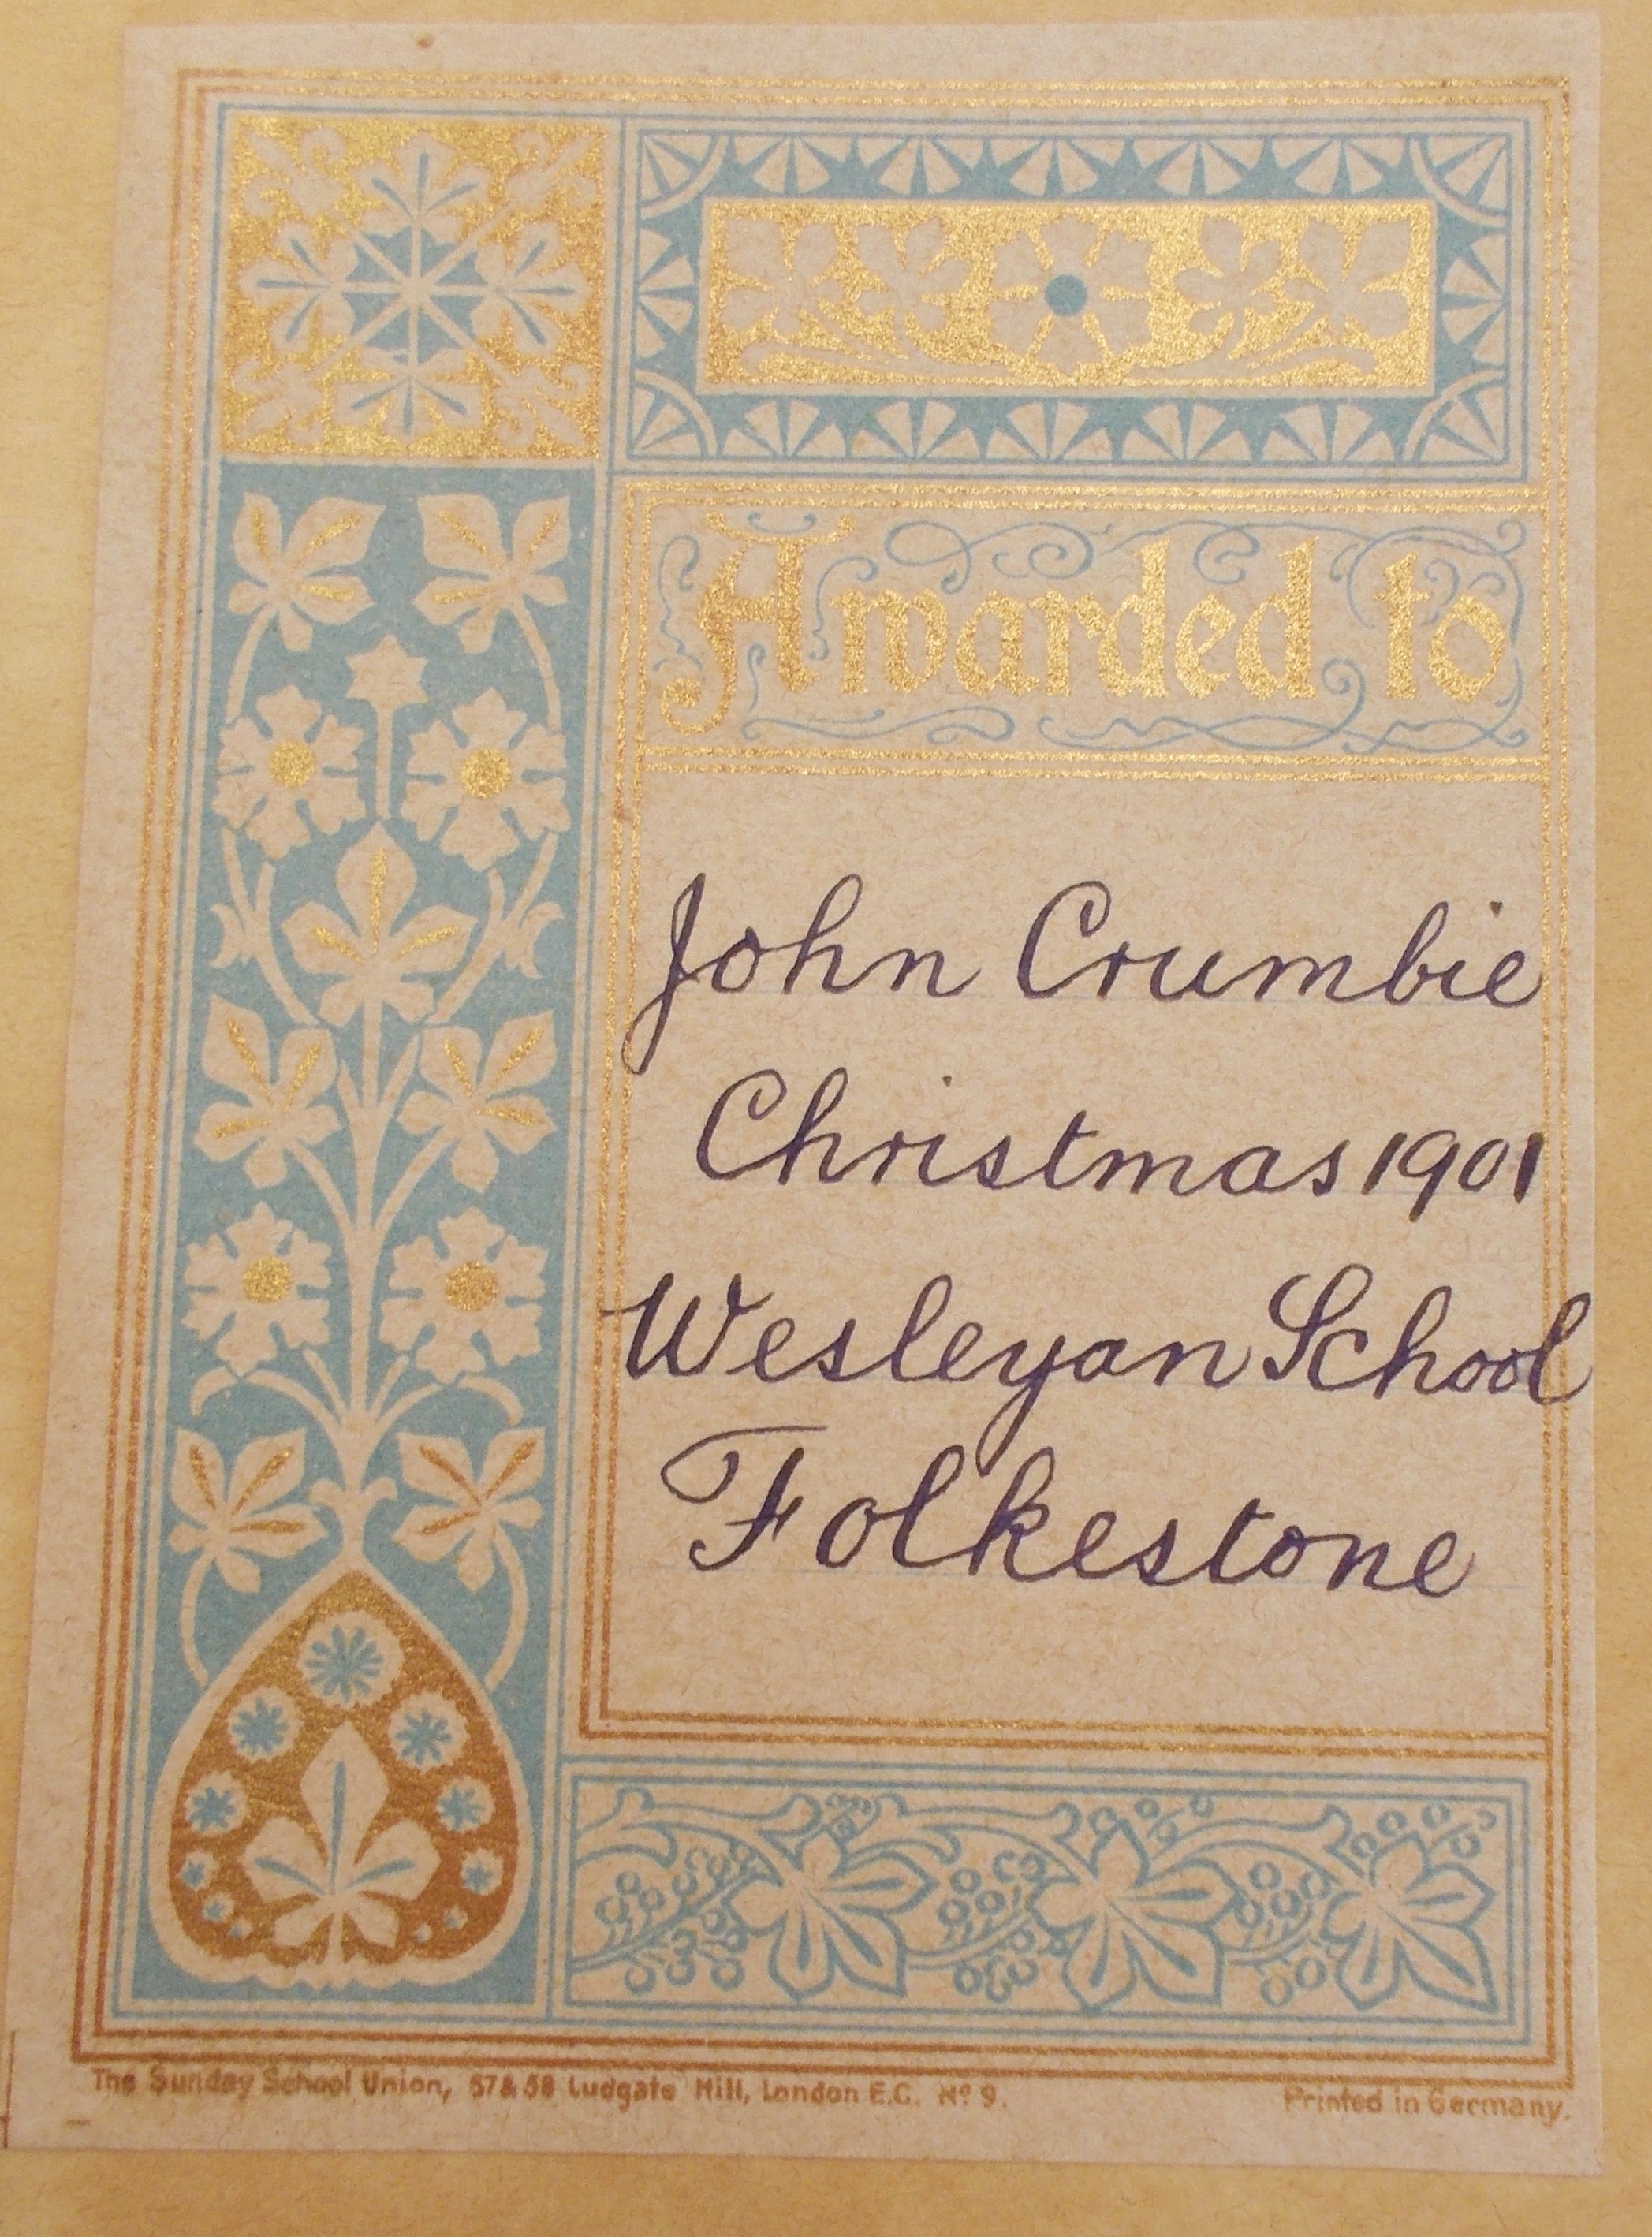 Awarded to
John Crumbie
Christmas 1901
Wesleyan School
Folkestone
The Sunday School Union, 57 & 58 Ludgate Hill, London E.C. Nº 9.
Printed in Germany.